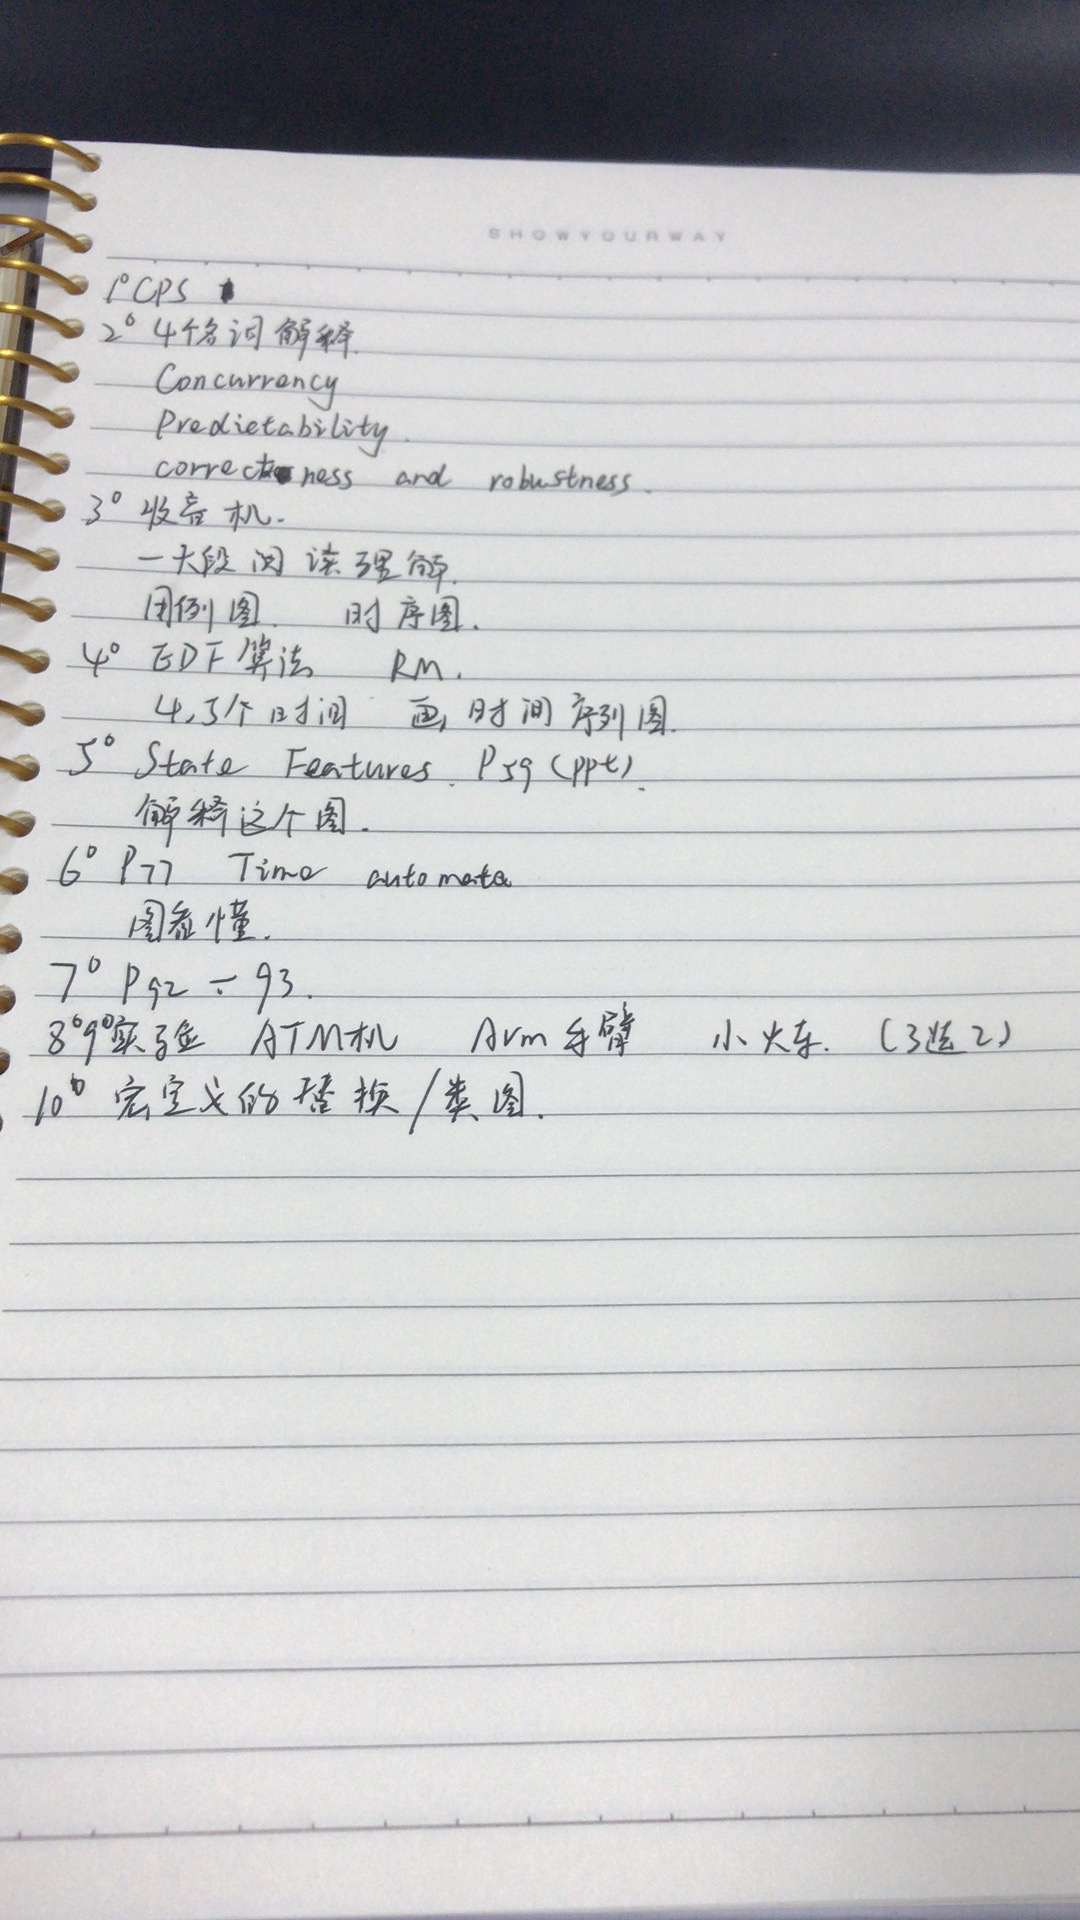 SHOWYOURWAY
1° CPS
2° 4个名词解释.
Concurrency
Predictability.
correctness and robustness.
3° 收音机.
一大段阅读理解.
用例图. 时序图.
4° EDF算法 RM.
4,5个时间 画时间序列图.
5° State Features. P59 (ppt).
解释这个图.
6° P77 Time automata
图看懂.
7° P92 - 93.
8° 9° 实验 ATM机 Arm手臂 小火车. (3选2)
10° 宏定义的替换/类图.